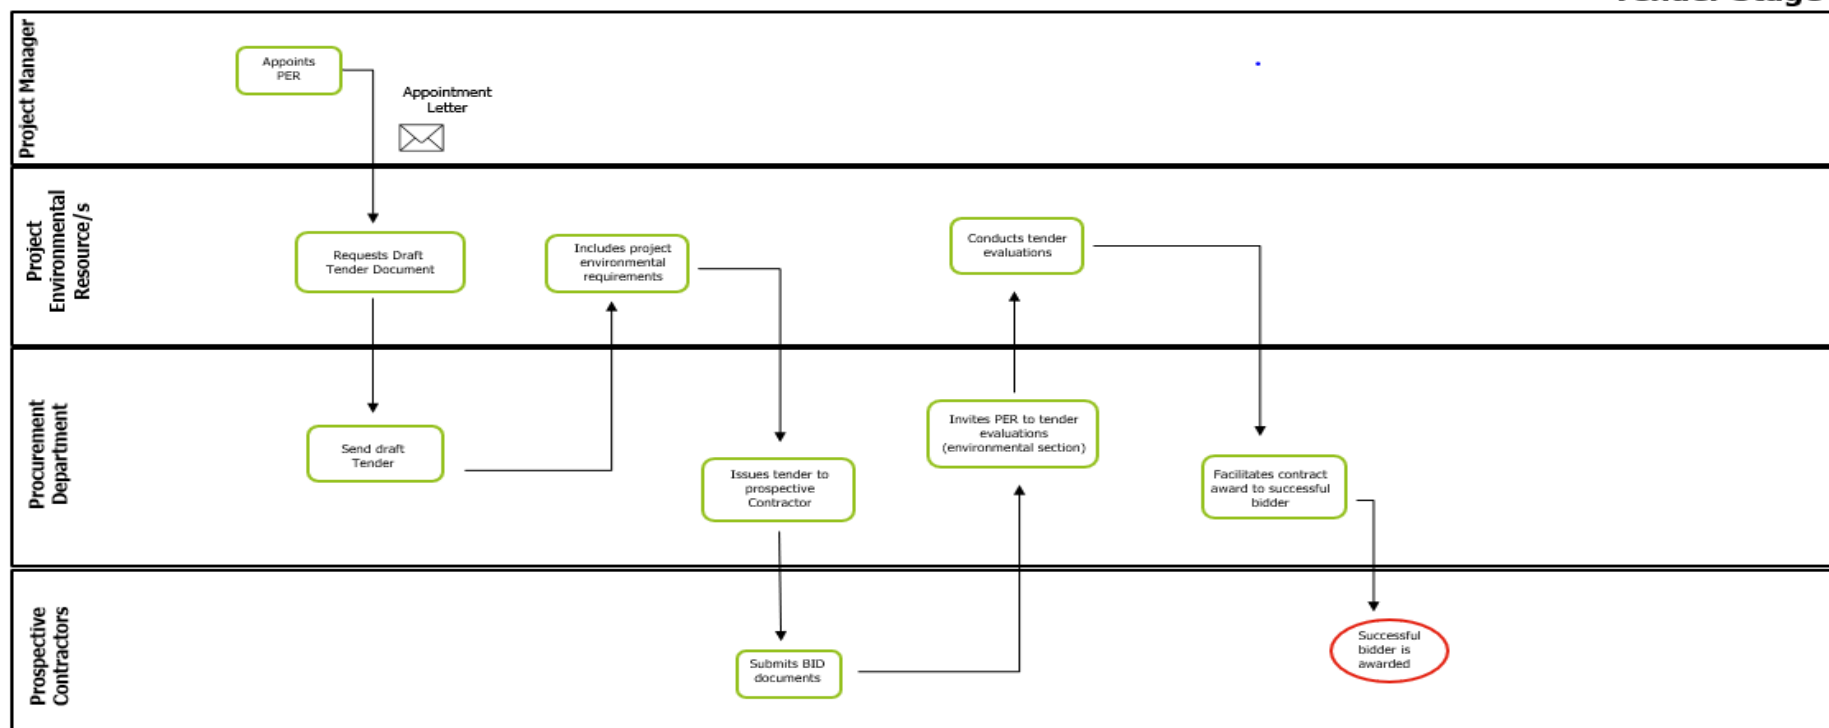 Tender Stage
Project Manager
Appoints
PER
Appointment
Letter
Project
Environmental
Resource/s
Requests Draft
Tender Document
Includes project
environmental
requirements
Conducts tender
evaluations
Procurement
Department
Send draft
Tender
Issues tender to
prospective
Contractor
Invites PER to tender
evaluations
(environmental section)
Facilitates contract
award to successful
bidder
Prospective
Contractors
Submits BID
documents
Successful
bidder is
awarded